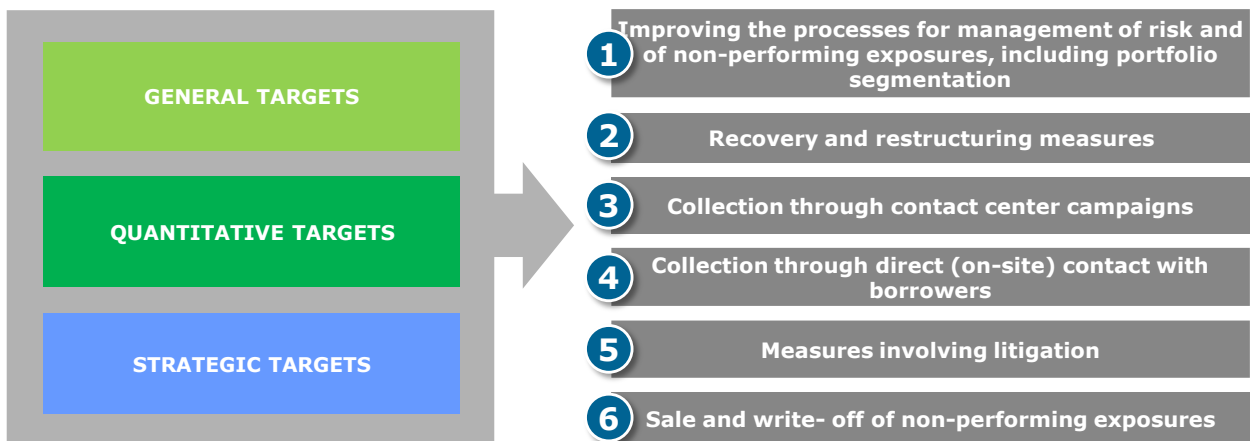 GENERAL TARGETS
QUANTITATIVE TARGETS
STRATEGIC TARGETS
1
Improving the processes for management of risk and
of non-performing exposures, including portfolio
segmentation
2
Recovery and restructuring measures
3
Collection through contact center campaigns
4
Collection through direct (on-site) contact with
borrowers
5
Measures involving litigation
6
Sale and write- off of non-performing exposures